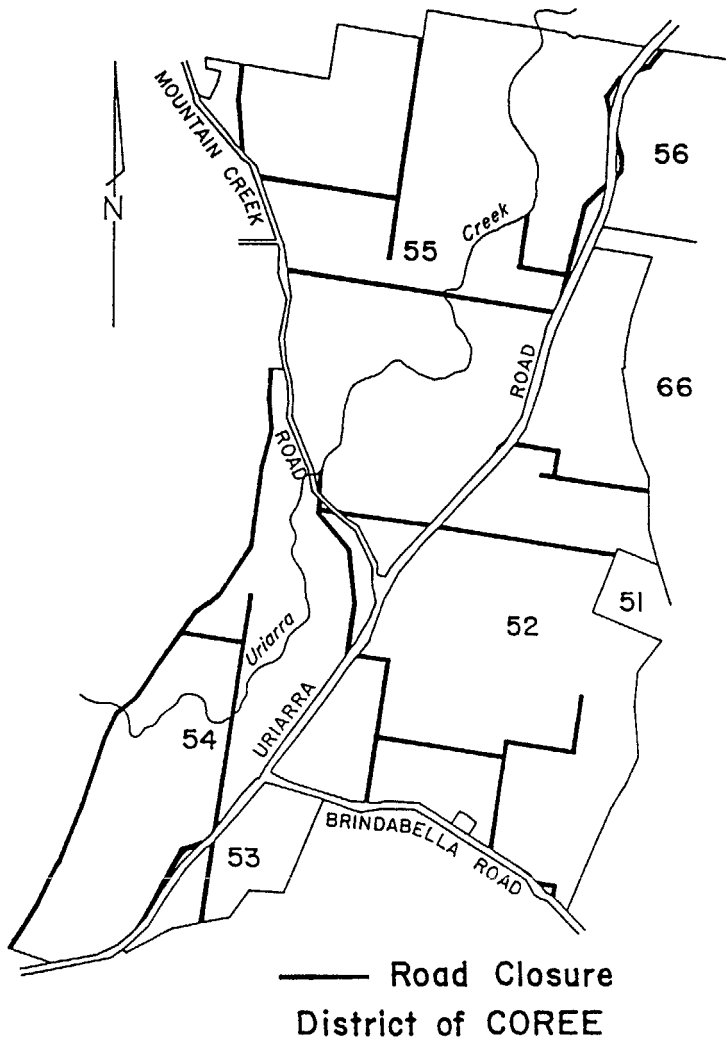 MOUNTAIN CREEK
N
56
Creek
55
ROAD
66
ROAD
51
52
Uriarra
URIARRA
54
BRINDABELLA ROAD
53
Road Closure
District of COREE